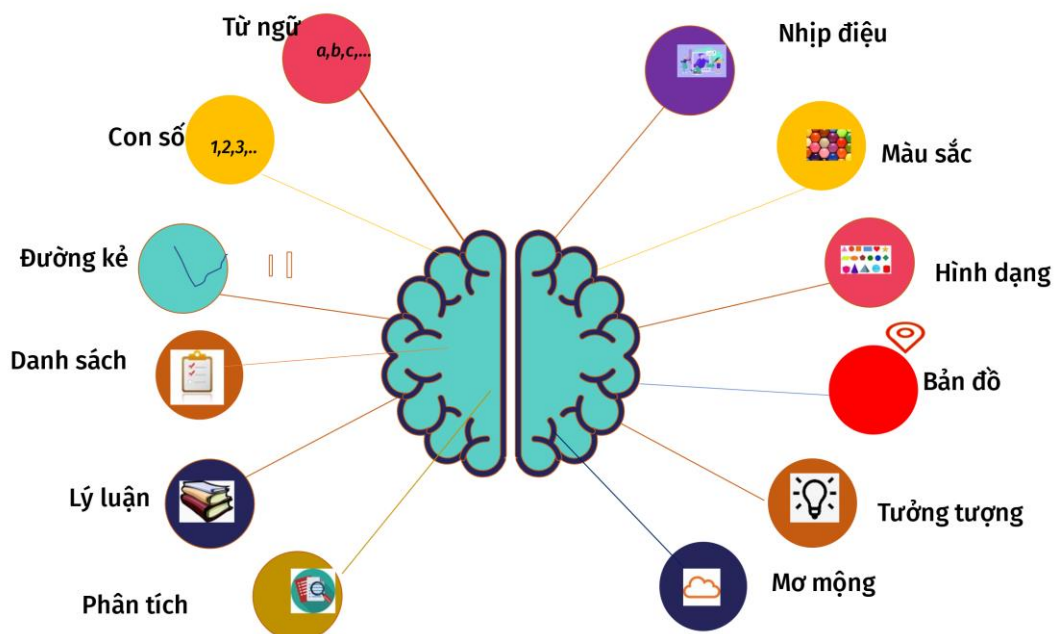 Từ ngữ
a,b,c,...
Con số
1,2,3,..
Đường kẻ
Danh sách
Lý luận
Phân tích
Nhịp điệu
Màu sắc
Hình dạng
Bản đồ
Tưởng tượng
Mơ mộng